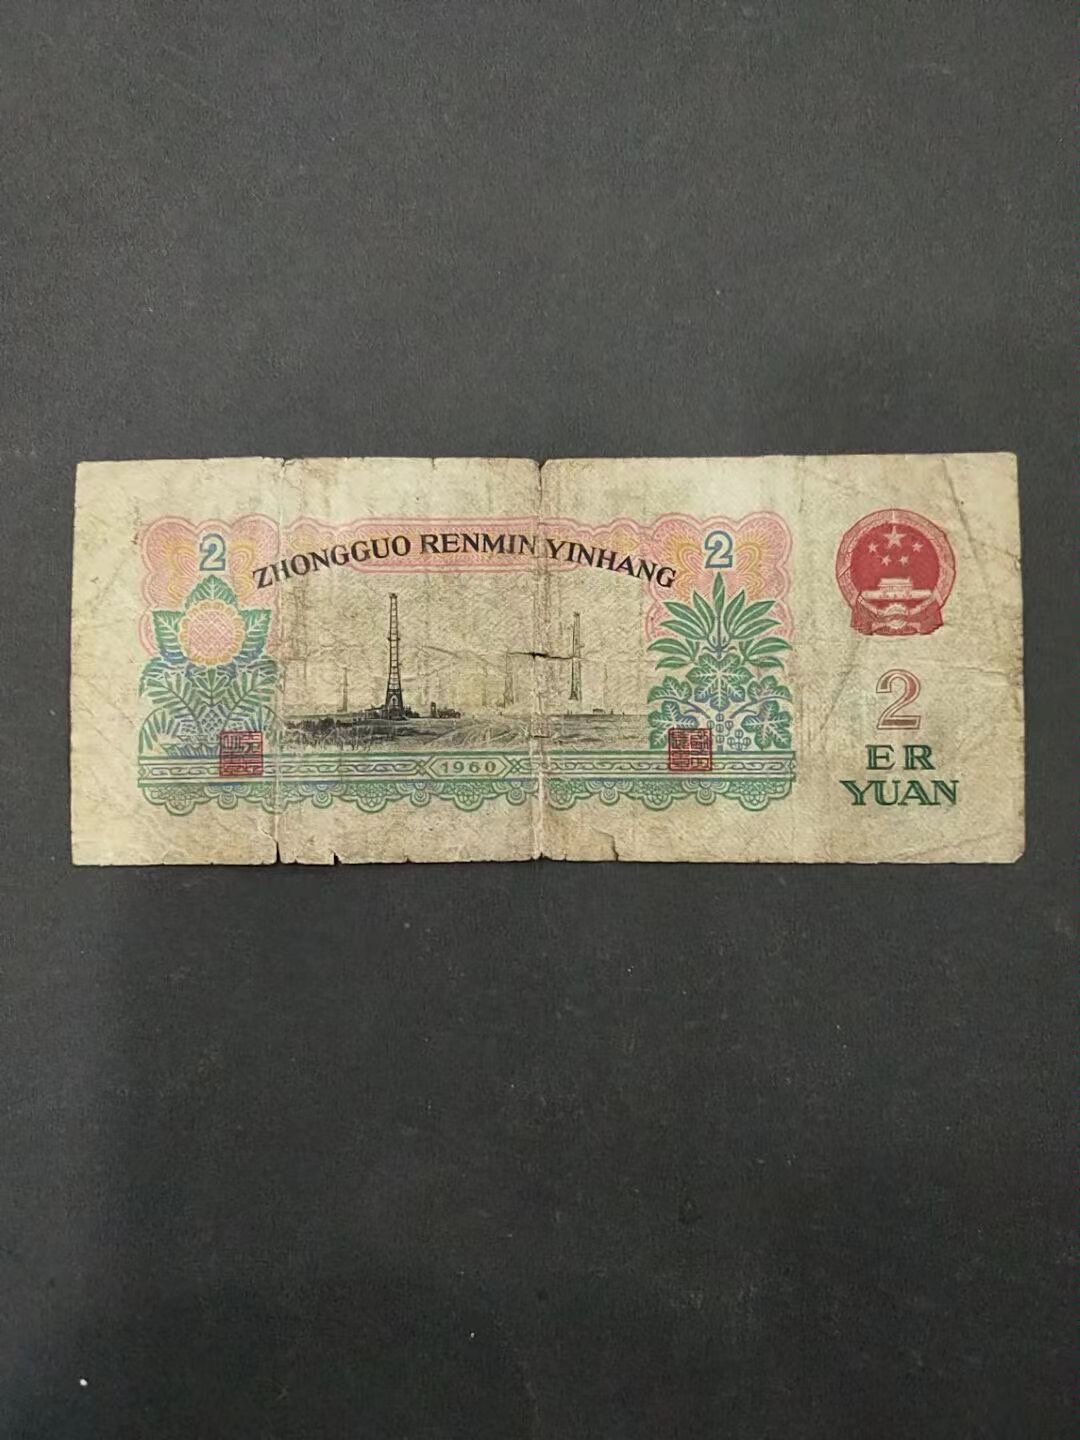 2
ZHONGGUO RENMIN YINHANG
2
1960
2
ER
YUAN